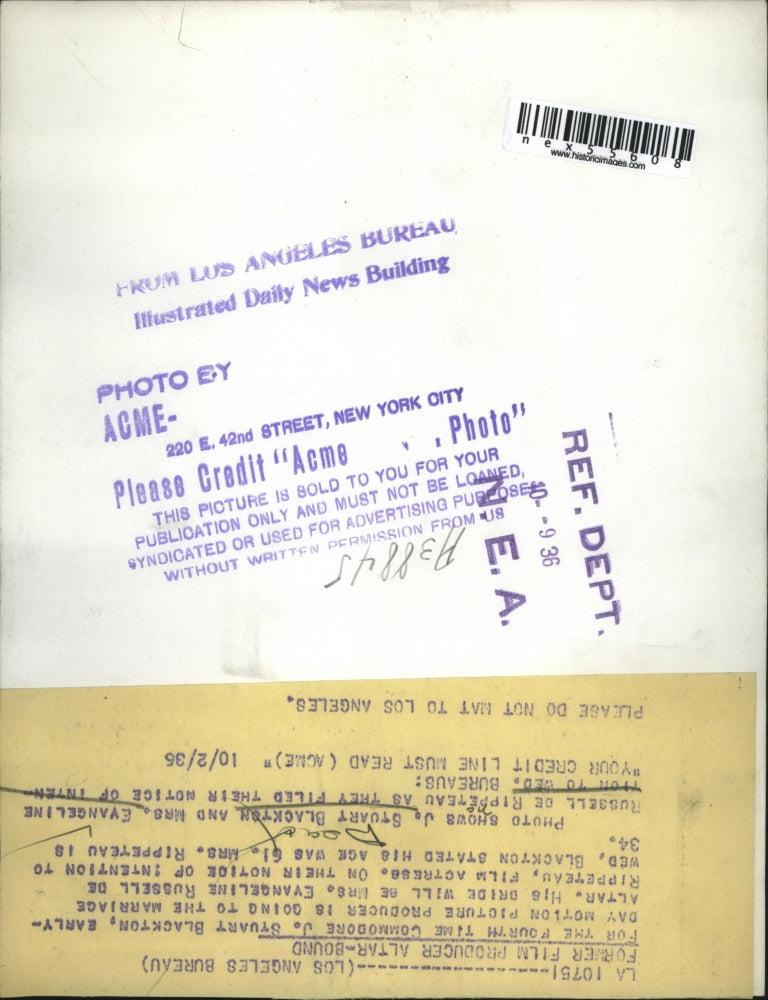 nex55608
www.historicimages.com
FROM LOS ANGELES BUREAU
Illustrated Daily News Building
PHOTO BY
ACME-
220 E. 42nd STREET, NEW YORK CITY
Please Credit "Acme Photo"
THIS PICTURE IS SOLD TO YOU FOR YOUR
PUBLICATION ONLY AND MUST NOT BE LOANED,
SYNDICATED OR USED FOR ADVERTISING PURPOSES
WITHOUT WRITTEN PERMISSION FROM US
N.E.A.
-9 36
REF. DEPT.
LA 10751---------------(LOS ANGELES BUREAU)
FORMER FILM PRODUCER ALTAR-BOUND
FOR THE FOURTH TIME COMMODORE J. STUART BLACKTON, EARLY-
DAY MOTION PICTURE PRODUCER IS GOING TO THE MARRIAGE
ALTAR. HIS BRIDE WILL BE MRS. EVANGELINE RUSSELL DE
RIPPETEAU, FILM ACTRESS. ON THEIR NOTICE OF INTENTION TO
WED, BLACKTON STATED HIS AGE WAS 61. MRS. RIPPETEAU IS
34.
PHOTO SHOWS J. STUART BLACKTON AND MRS. EVANGELINE
RUSSELL DE RIPPETEAU AS THEY FILED THEIR NOTICE OF INTEN-
TION TO WED. BUREAUS:
"YOUR CREDIT LINE MUST READ (ACME)" 10/2/36
PLEASE DO NOT MAT TO LOS ANGELES.